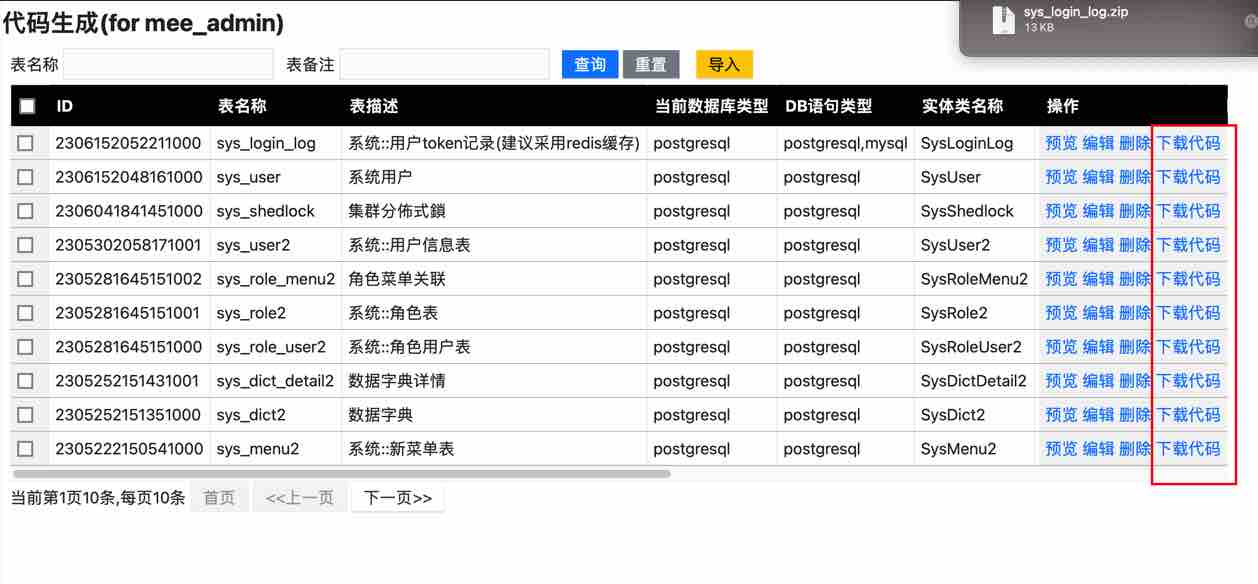 代码生成(for mee_admin)
sys_login_log.zip
13 KB
表名称 表备注 查询 重置 导入
ID 表名称 表描述 当前数据库类型 DB语句类型 实体类名称 操作
2306152052211000 sys_login_log 系统::用户token记录(建议采用redis缓存) postgresql postgresql,mysql SysLoginLog 预览 编辑 删除 下载代码
2306152048161000 sys_user 系统用户 postgresql postgresql SysUser 预览 编辑 删除 下载代码
2306041841451000 sys_shedlock 集群分佈式鎖 postgresql postgresql SysShedlock 预览 编辑 删除 下载代码
2305302058171001 sys_user2 系统::用户信息表 postgresql postgresql SysUser2 预览 编辑 删除 下载代码
2305281645151002 sys_role_menu2 角色菜单关联 postgresql postgresql SysRoleMenu2 预览 编辑 删除 下载代码
2305281645151001 sys_role2 系统::角色表 postgresql postgresql SysRole2 预览 编辑 删除 下载代码
2305281645151000 sys_role_user2 系统::角色用户表 postgresql postgresql SysRoleUser2 预览 编辑 删除 下载代码
2305252151431001 sys_dict_detail2 数据字典详情 postgresql postgresql SysDictDetail2 预览 编辑 删除 下载代码
2305252151351000 sys_dict2 数据字典 postgresql postgresql SysDict2 预览 编辑 删除 下载代码
2305222150541000 sys_menu2 系统::新菜单表 postgresql postgresql SysMenu2 预览 编辑 删除 下载代码
当前第1页10条,每页10条 首页 <<上一页 下一页>>